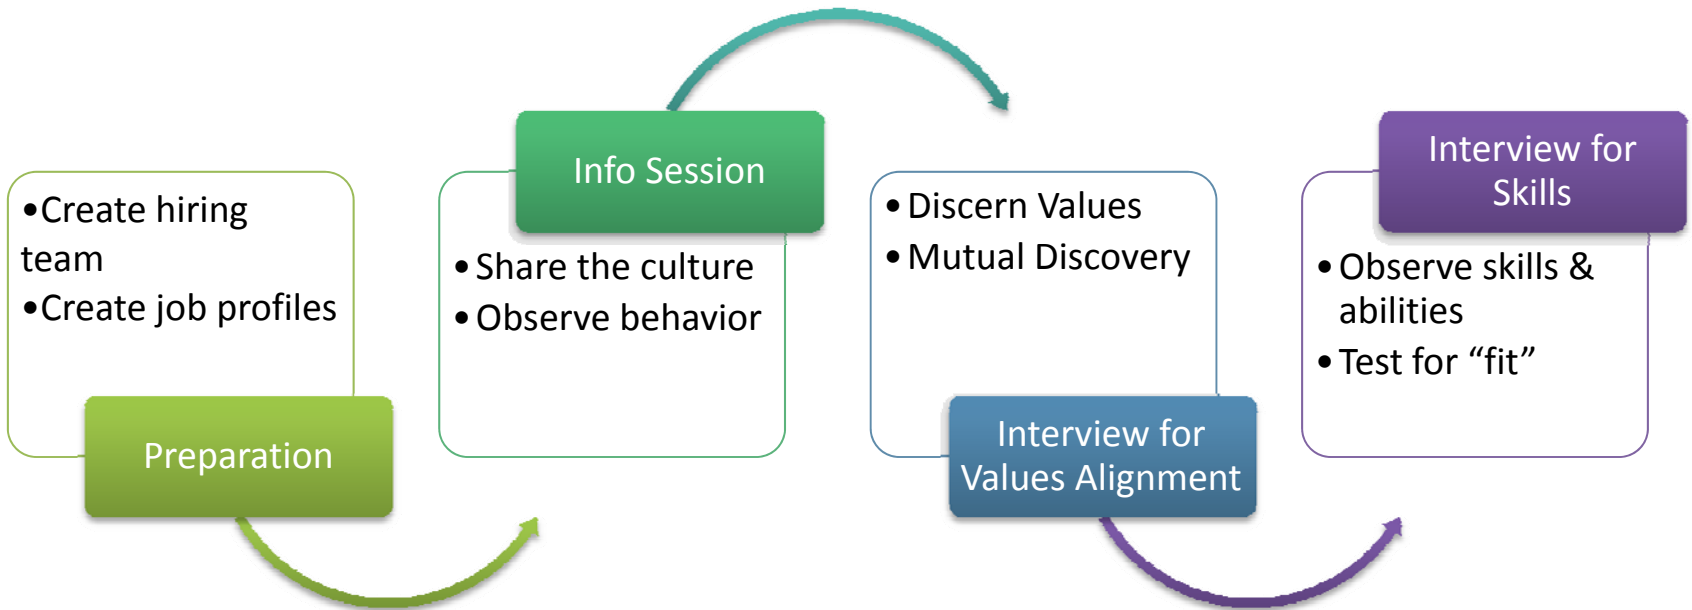 •Create hiring
team
•Create job profiles
Preparation
Info Session
•Share the culture
•Observe behavior
•Discern Values
•Mutual Discovery
Interview for
Values Alignment
Interview for
Skills
•Observe skills &
abilities
•Test for “fit”